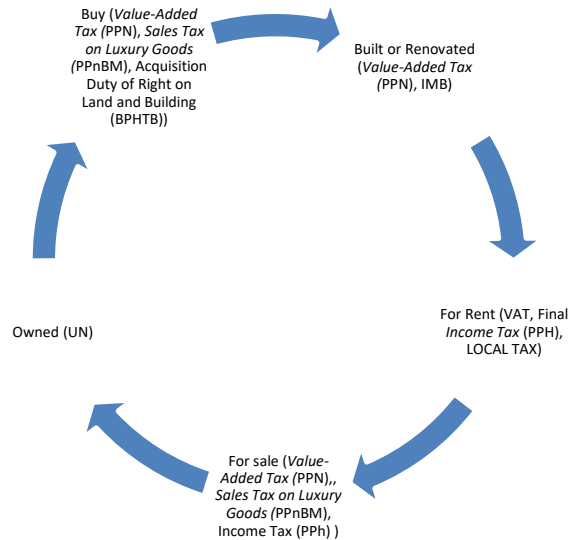 Buy (Value-Added
Tax (PPN), Sales Tax
on Luxury Goods
(PPnBM), Acquisition
Duty of Right on
Land and Building
(BPHTB))
Built or Renovated
(Value-Added Tax
(PPN), IMB)
For Rent (VAT, Final
Income Tax (PPH),
LOCAL TAX)
For sale (Value-
Added Tax (PPN),,
Sales Tax on Luxury
Goods (PPnBM),
Income Tax (PPh) )
Owned (UN)